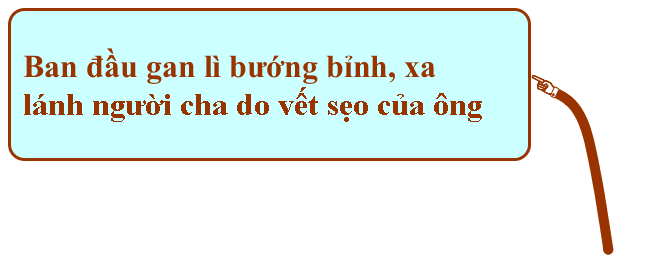 Ban đầu gan lì bướng bỉnh, xa
lánh người cha do vết sẹo của ông